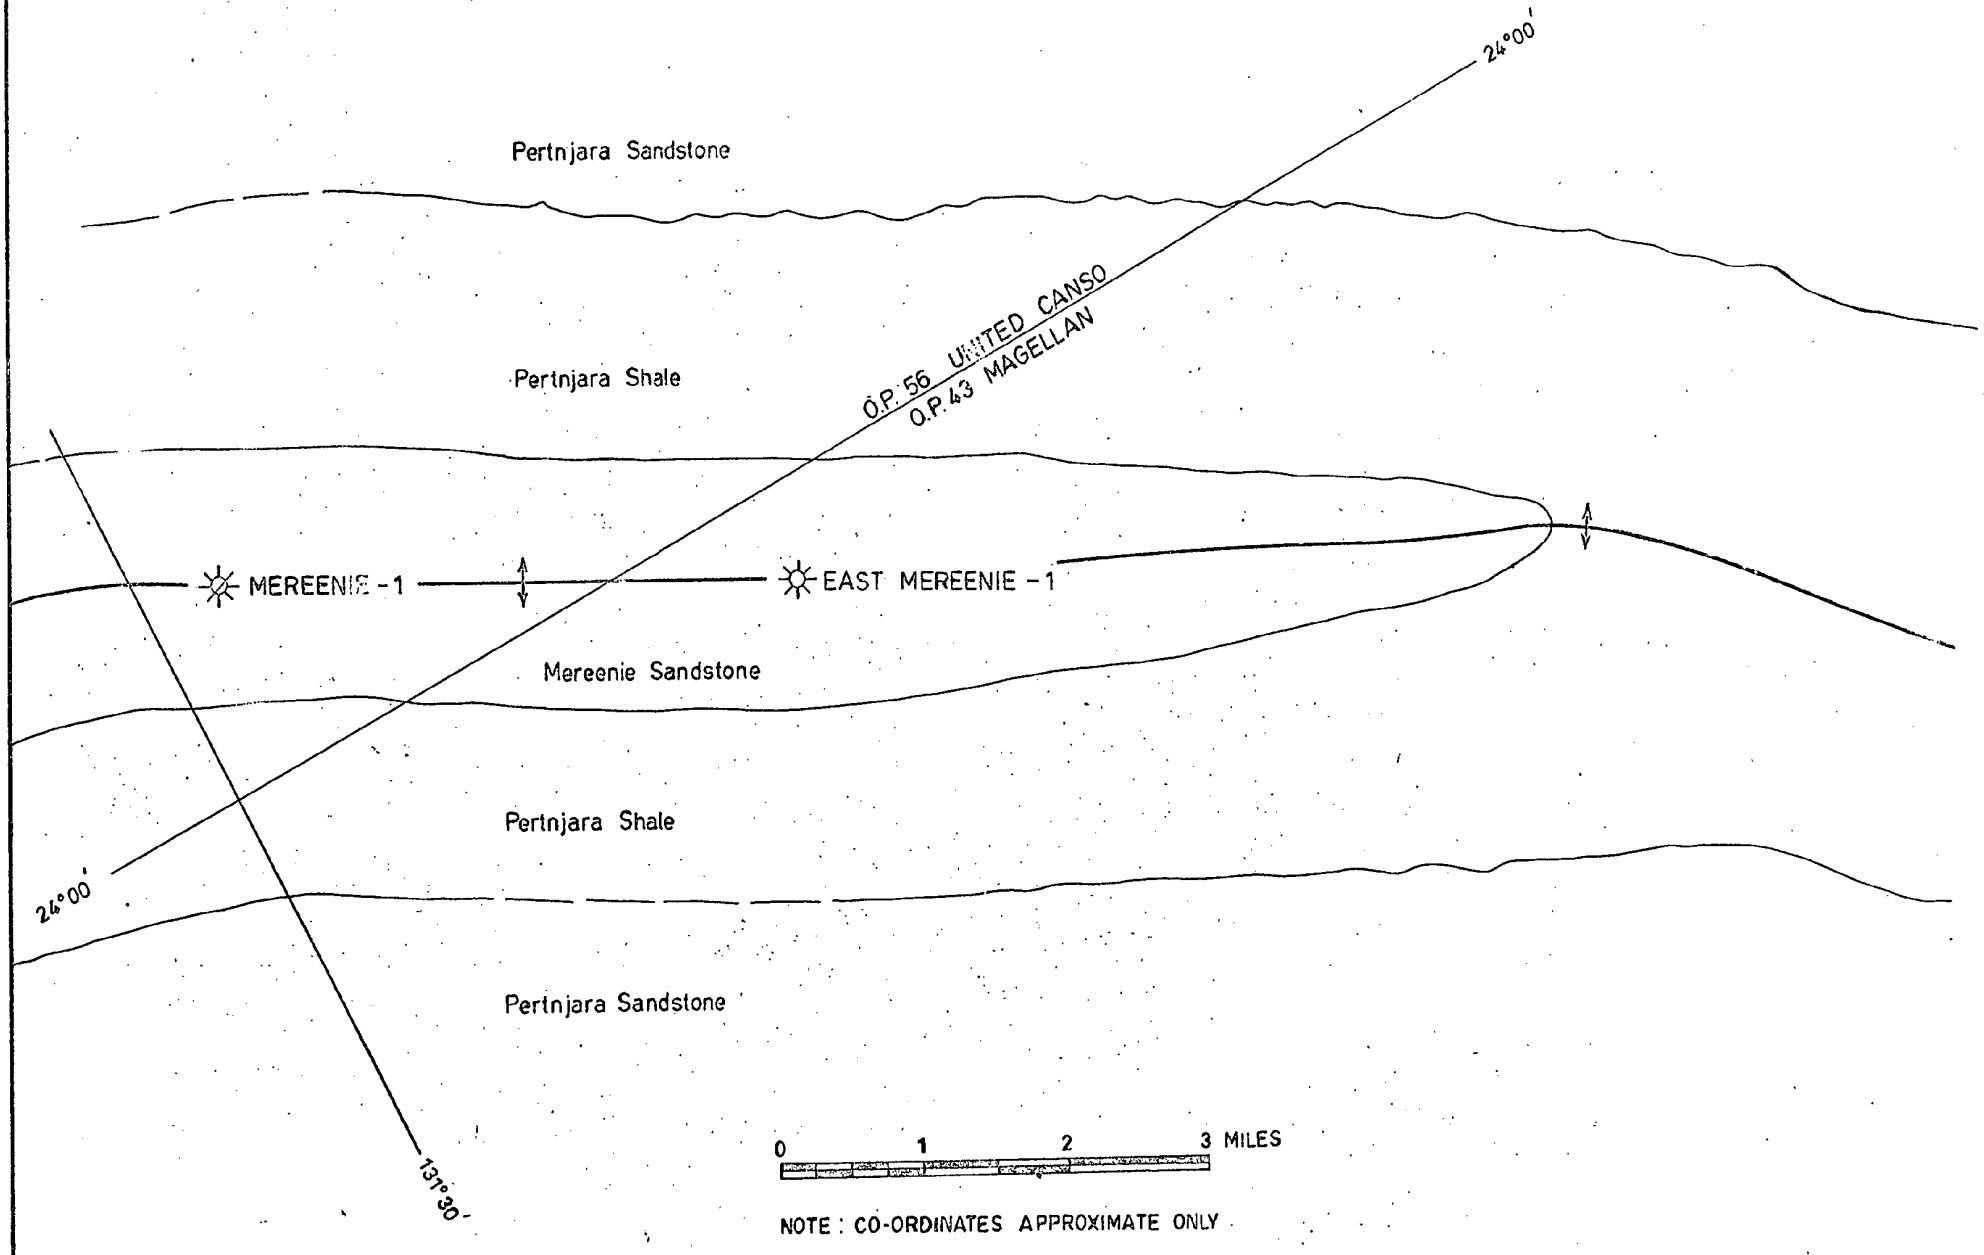 24°00'
Pertnjara Sandstone
O.P. 56 UNITED CANSO
O.P. 43 MAGELLAN
Pertnjara Shale
MEREENIE - 1
EAST MEREENIE - 1
Mereenie Sandstone
Pertnjara Shale
24°00'
Pertnjara Sandstone
0 1 2 3 MILES
131°30-
NOTE : CO-ORDINATES APPROXIMATE ONLY